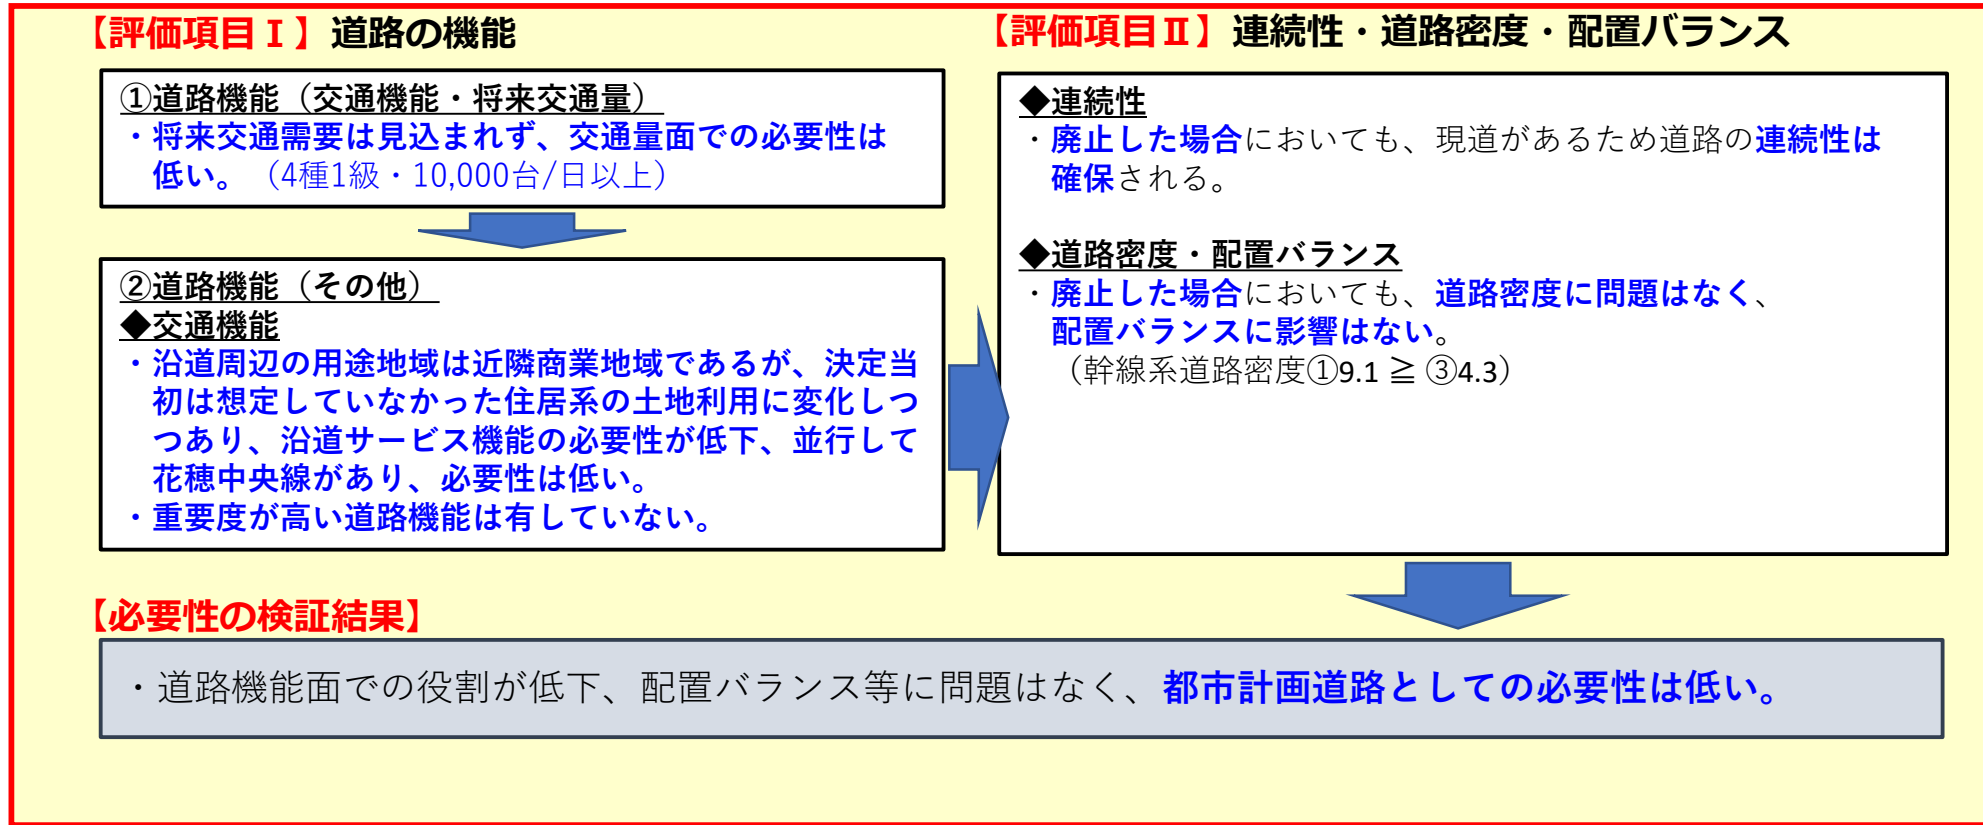 【評価項目Ⅰ】道路の機能
①道路機能（交通機能・将来交通量）
・将来交通需要は見込まれず、交通量面での必要性は
低い。（4種1級・10,000台/日以上）
②道路機能（その他）
◆交通機能
・沿道周辺の用途地域は近隣商業地域であるが、決定当
初は想定していなかった住居系の土地利用に変化しつ
つあり、沿道サービス機能の必要性が低下、並行して
花穂中央線があり、必要性は低い。
・重要度が高い道路機能は有していない。
【評価項目Ⅱ】連続性・道路密度・配置バランス
◆連続性
・廃止した場合においても、現道があるため道路の連続性は
確保される。
◆道路密度・配置バランス
・廃止した場合においても、道路密度に問題はなく、
配置バランスに影響はない。
（幹線系道路密度①9.1 ≧ ③4.3）
【必要性の検証結果】
・道路機能面での役割が低下、配置バランス等に問題はなく、都市計画道路としての必要性は低い。